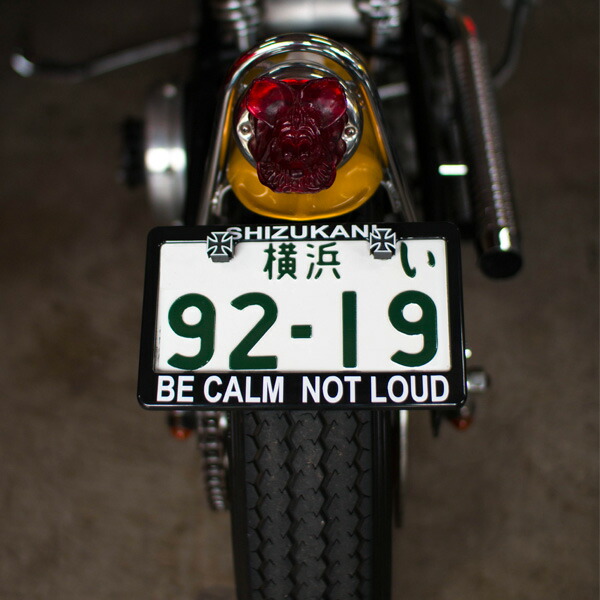 SHIZUKANI
横浜 い
92-19
BE CALM NOT LOUD